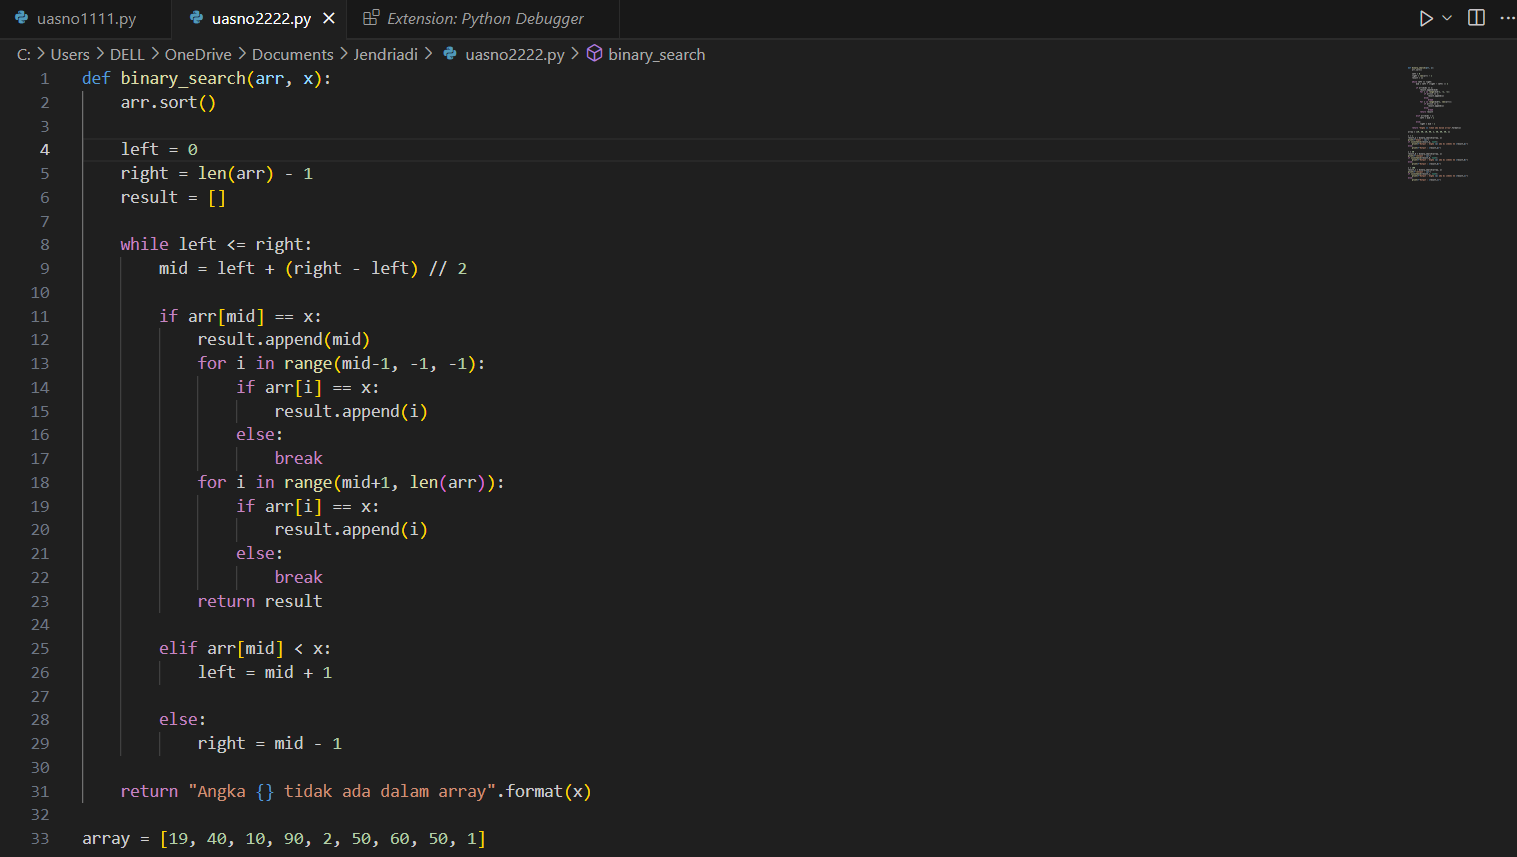 uasno1111.py uasno2222.py Extension: Python Debugger
C: > Users > DELL > OneDrive > Documents > Jendriadi > uasno2222.py > binary_search
1 def binary_search(arr, x):
2     arr.sort()
3
4     left = 0
5     right = len(arr) - 1
6     result = []
7
8     while left <= right:
9         mid = left + (right - left) // 2
10
11         if arr[mid] == x:
12             result.append(mid)
13             for i in range(mid-1, -1, -1):
14                 if arr[i] == x:
15                     result.append(i)
16                 else:
17                     break
18             for i in range(mid+1, len(arr)):
19                 if arr[i] == x:
20                     result.append(i)
21                 else:
22                     break
23             return result
24
25         elif arr[mid] < x:
26             left = mid + 1
27
28         else:
29             right = mid - 1
30
31     return "Angka {} tidak ada dalam array".format(x)
32
33 array = [19, 40, 10, 90, 2, 50, 60, 50, 1]